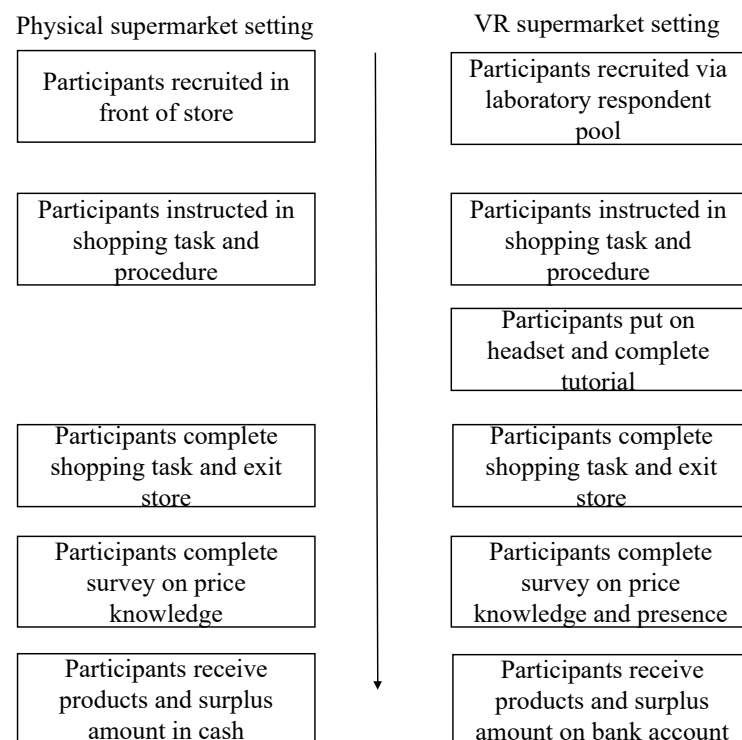 Physical supermarket setting
Participants recruited in
front of store
Participants instructed in
shopping task and
procedure
Participants complete
shopping task and exit
store
Participants complete
survey on price
knowledge
Participants receive
products and surplus
amount in cash
VR supermarket setting
Participants recruited via
laboratory respondent
pool
Participants instructed in
shopping task and
procedure
Participants put on
headset and complete
tutorial
Participants complete
shopping task and exit
store
Participants complete
survey on price
knowledge and presence
Participants receive
products and surplus
amount on bank account